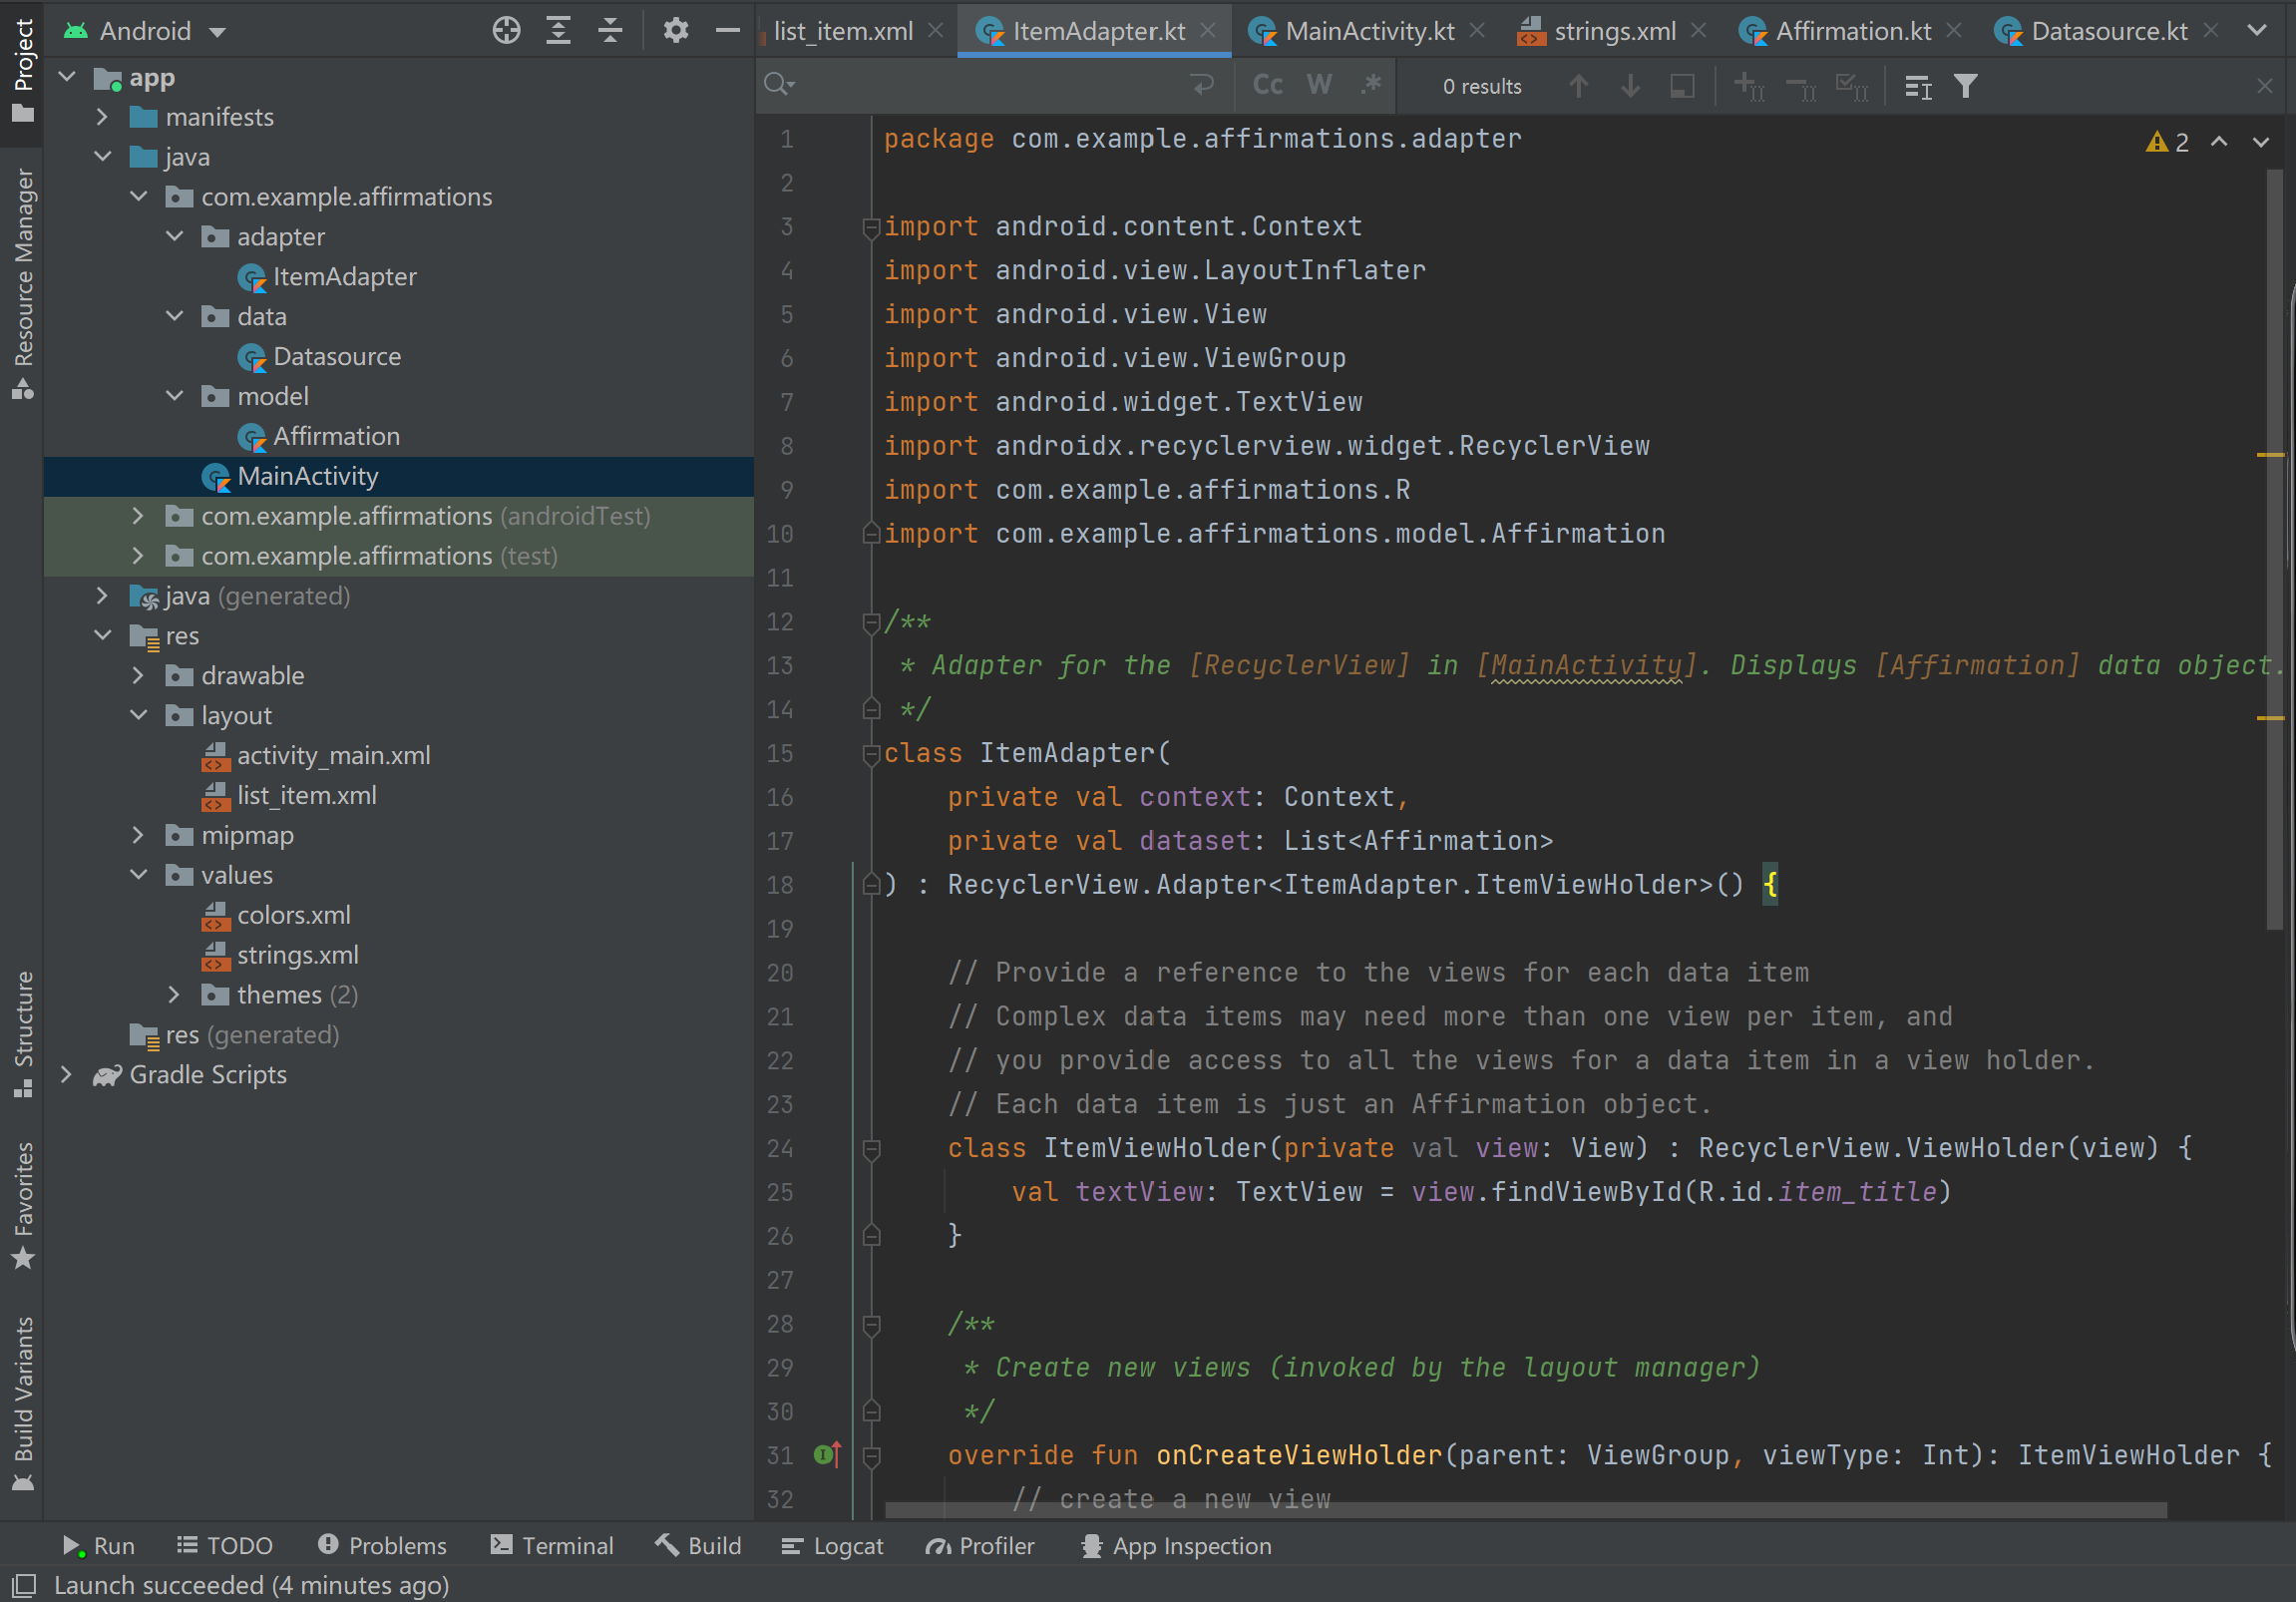 Project
Resource Manager
Structure
Favorites
Build Variants
Android
app
manifests
java
com.example.affirmations
adapter
ItemAdapter
data
Datasource
model
Affirmation
MainActivity
com.example.affirmations (androidTest)
com.example.affirmations (test)
java (generated)
res
drawable
layout
activity_main.xml
list_item.xml
mipmap
values
colors.xml
strings.xml
themes (2)
res (generated)
Gradle Scripts
list_item.xml ItemAdapter.kt MainActivity.kt strings.xml Affirmation.kt Datasource.kt
Cc W .* 0 results
2
1 package com.example.affirmations.adapter
2
3 import android.content.Context
4 import android.view.LayoutInflater
5 import android.view.View
6 import android.view.ViewGroup
7 import android.widget.TextView
8 import androidx.recyclerview.widget.RecyclerView
9 import com.example.affirmations.R
10 import com.example.affirmations.model.Affirmation
11
12 /**
13 * Adapter for the [RecyclerView] in [MainActivity]. Displays [Affirmation] data object.
14 */
15 class ItemAdapter(
16 private val context: Context,
17 private val dataset: List<Affirmation>
18 ) : RecyclerView.Adapter<ItemAdapter.ItemViewHolder>() {
19
20 // Provide a reference to the views for each data item
21 // Complex data items may need more than one view per item, and
22 // you provide access to all the views for a data item in a view holder.
23 // Each data item is just an Affirmation object.
24 class ItemViewHolder(private val view: View) : RecyclerView.ViewHolder(view) {
25 val textView: TextView = view.findViewById(R.id.item_title)
26 }
27
28 /**
29 * Create new views (invoked by the layout manager)
30 */
31 override fun onCreateViewHolder(parent: ViewGroup, viewType: Int): ItemViewHolder {
32 // create a new view
Run TODO Problems Terminal Build Logcat Profiler App Inspection
Launch succeeded (4 minutes ago)